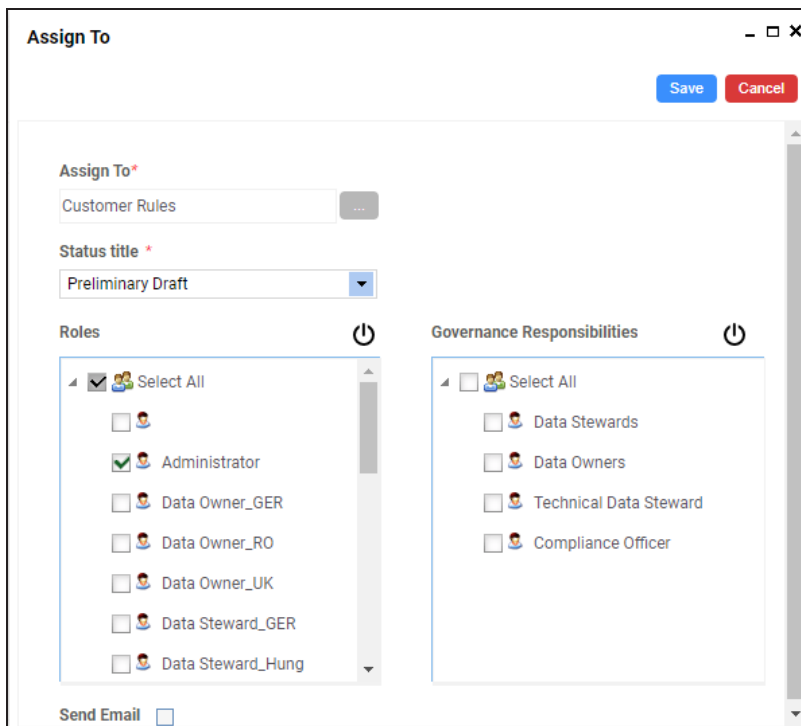 Assign To
Save Cancel
Assign To*
Customer Rules ...
Status title *
Preliminary Draft
Roles Governance Responsibilities
Select All Select All
Data Stewards
Administrator Data Owners
Data Owner_GER Technical Data Steward
Data Owner_RO Compliance Officer
Data Owner_UK
Data Steward_GER
Data Steward_Hung
Send Email